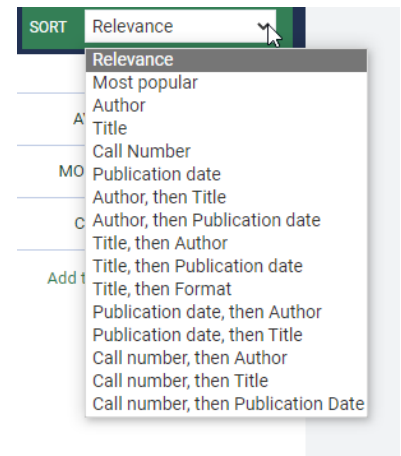 SORT Relevance
Relevance
Most popular
Author
Title
Call Number
Publication date
Author, then Title
Author, then Publication date
Title, then Author
Title, then Publication date
Title, then Format
Publication date, then Author
Publication date, then Title
Call number, then Author
Call number, then Title
Call number, then Publication Date
A
MO
C
Add t